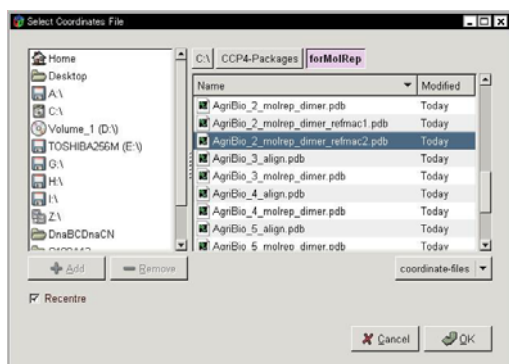 Select Coordinates File
Home
Desktop
A:\
C:\
Volume_1 (D:\)
TOSHIBA256M (E:\)
G:\
H:\
I:\
Z:\
DnaBCDnaCN
C:\ CCP4-Packages forMolRep
Name Modified
AgriBio_2_molrep_dimer.pdb Today
AgriBio_2_molrep_dimer_refmac1.pdb Today
AgriBio_2_molrep_dimer_refmac2.pdb Today
AgriBio_3_align.pdb Today
AgriBio_3_molrep_dimer.pdb Today
AgriBio_4_align.pdb Today
AgriBio_4_molrep_dimer.pdb Today
AgriBio_5_align.pdb Today
AgriBio_5_molrep_dimer.pdb Today
Add Remove
coordinate-files
Recentre
Cancel OK